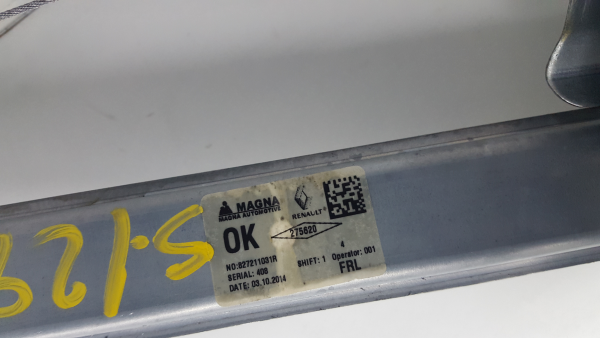 MAGNA
MAGNA AUTOMOTIVE
RENAULT
OK
275620
4
NO:827211001R
SHIFT: 1 Operator: 001
SERIAL: 408
FRL
DATE: 03.10.2014